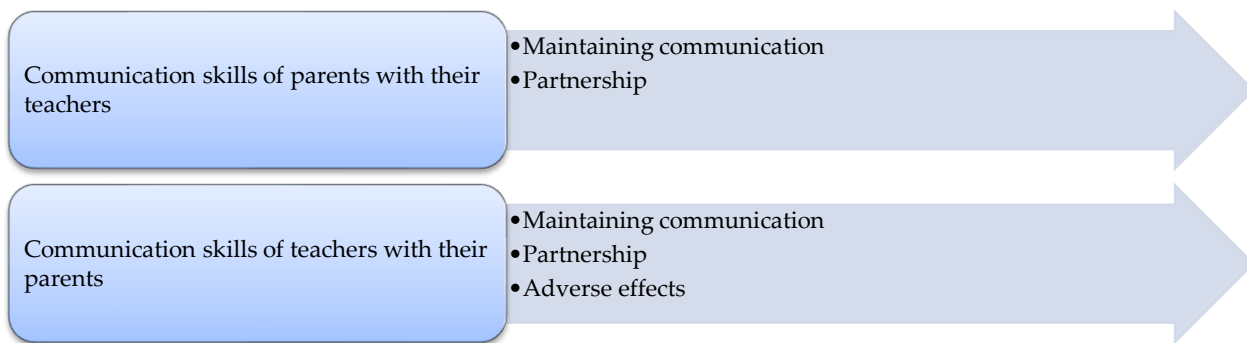 Communication skills of parents with their
teachers
•Maintaining communication
•Partnership
Communication skills of teachers with their
parents
•Maintaining communication
•Partnership
•Adverse effects